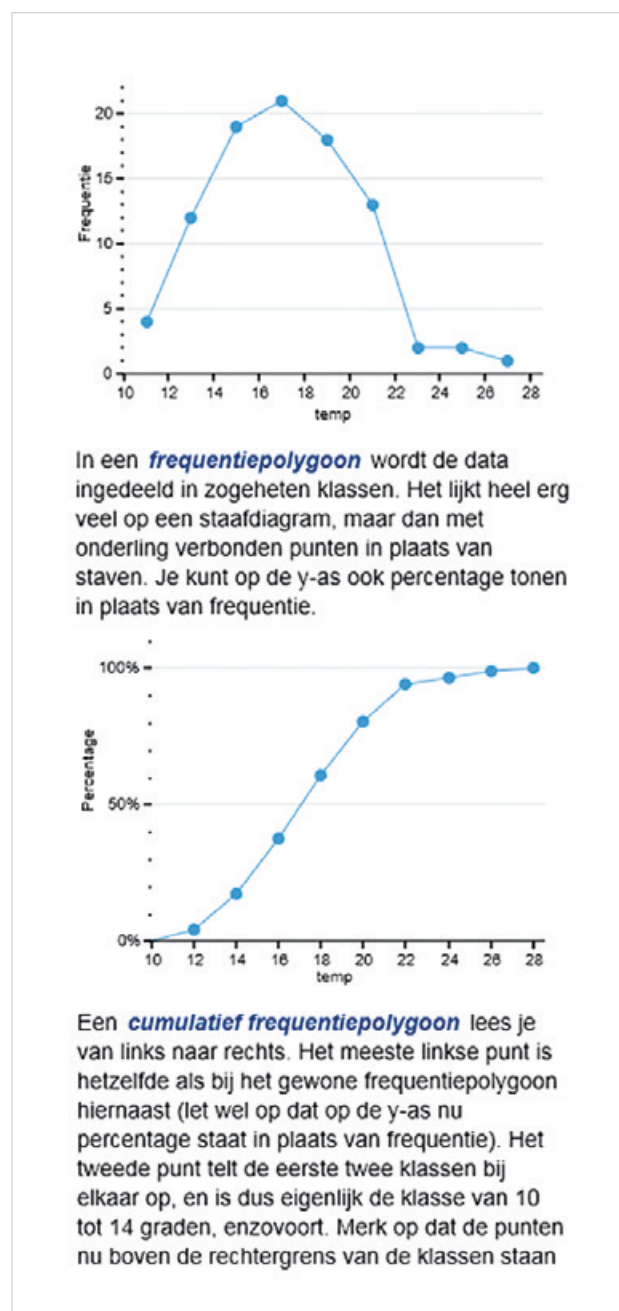 20
15
10
5
0
Frequentie
10 12 14 16 18 20 22 24 26 28
temp
In een frequentiepolygoon wordt de data
ingedeeld in zogeheten klassen. Het lijkt heel erg
veel op een staafdiagram, maar dan met
onderling verbonden punten in plaats van
staven. Je kunt op de y-as ook percentage tonen
in plaats van frequentie.
100%
50%
0%
Percentage
10 12 14 16 18 20 22 24 26 28
temp
Een cumulatief frequentiepolygoon lees je
van links naar rechts. Het meeste linkse punt is
hetzelfde als bij het gewone frequentiepolygoon
hiernaast (let wel op dat op de y-as nu
percentage staat in plaats van frequentie). Het
tweede punt telt de eerste twee klassen bij
elkaar op, en is dus eigenlijk de klasse van 10
tot 14 graden, enzovoort. Merk op dat de punten
nu boven de rechtergrens van de klassen staan